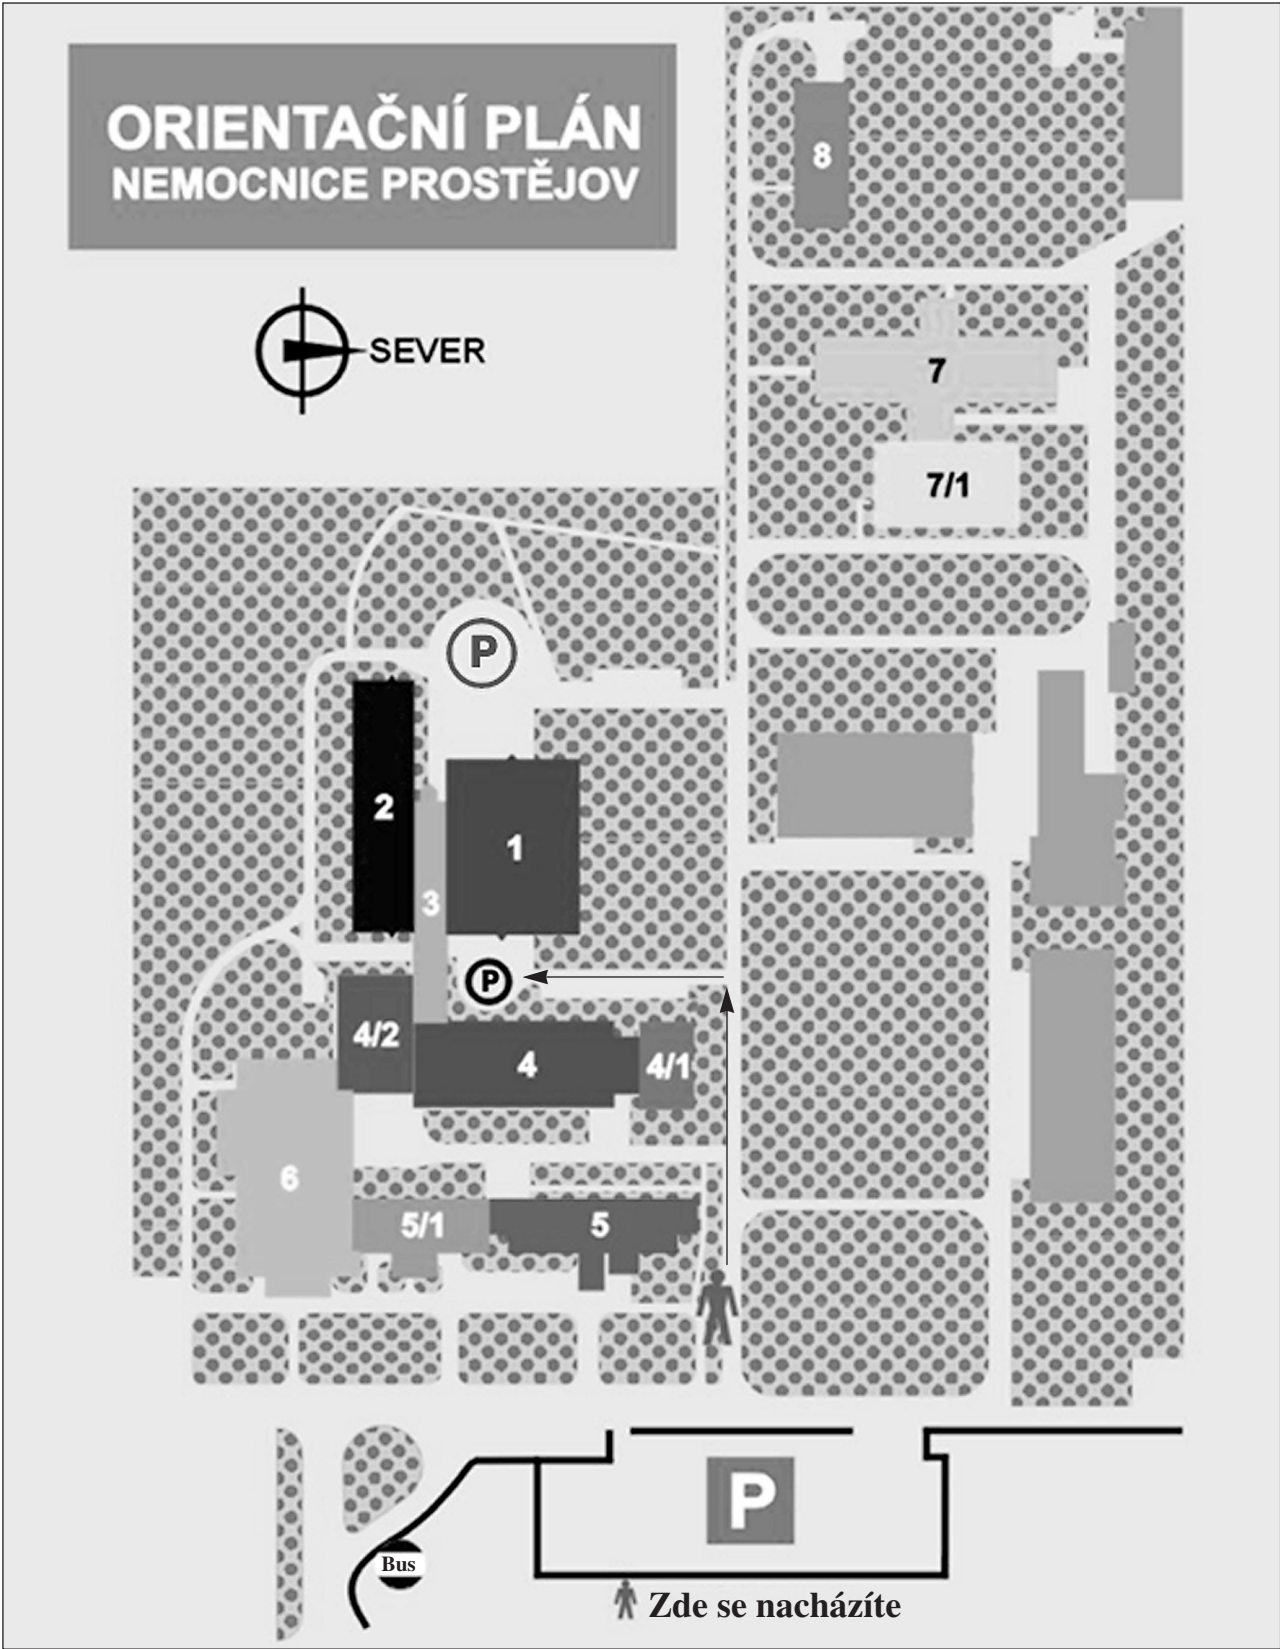 ORIENTAČNÍ PLÁN
NEMOCNICE PROSTĚJOV
8
SEVER
7
7/1
P
2
1
3
P
4/2
4
4/1
6
5/1
5
P
Bus
Zde se nacházíte